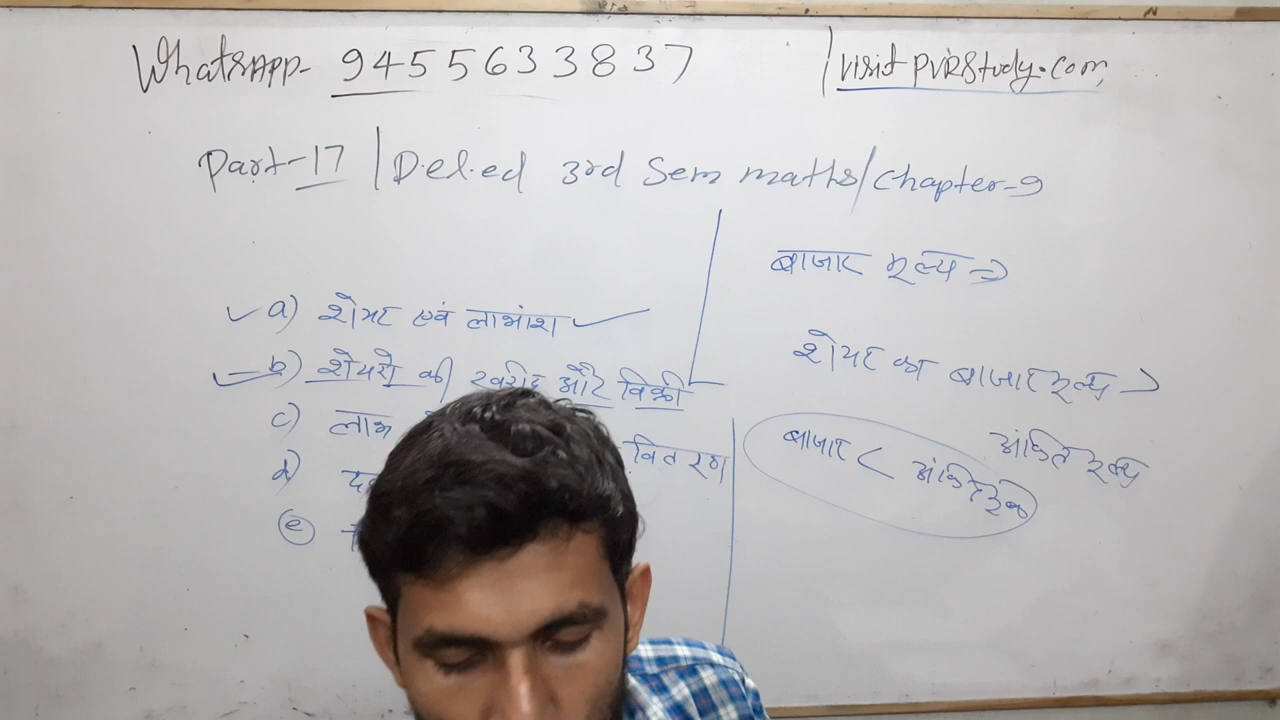 WhatsApp- 9455633837 / visit PVRStudy.com
Part-17 / D.el.ed 3rd Sem maths / Chapter-9
a) शेयर एवं लाभांश
b) शेयरो की खरीद और बिक्री
c) लाभ
वितरण
d)
e)
बाजार मूल्य ⇒
शेयर का बाजार मूल्य >
अंकित मूल्य
बाजार < अंकित मूल्य